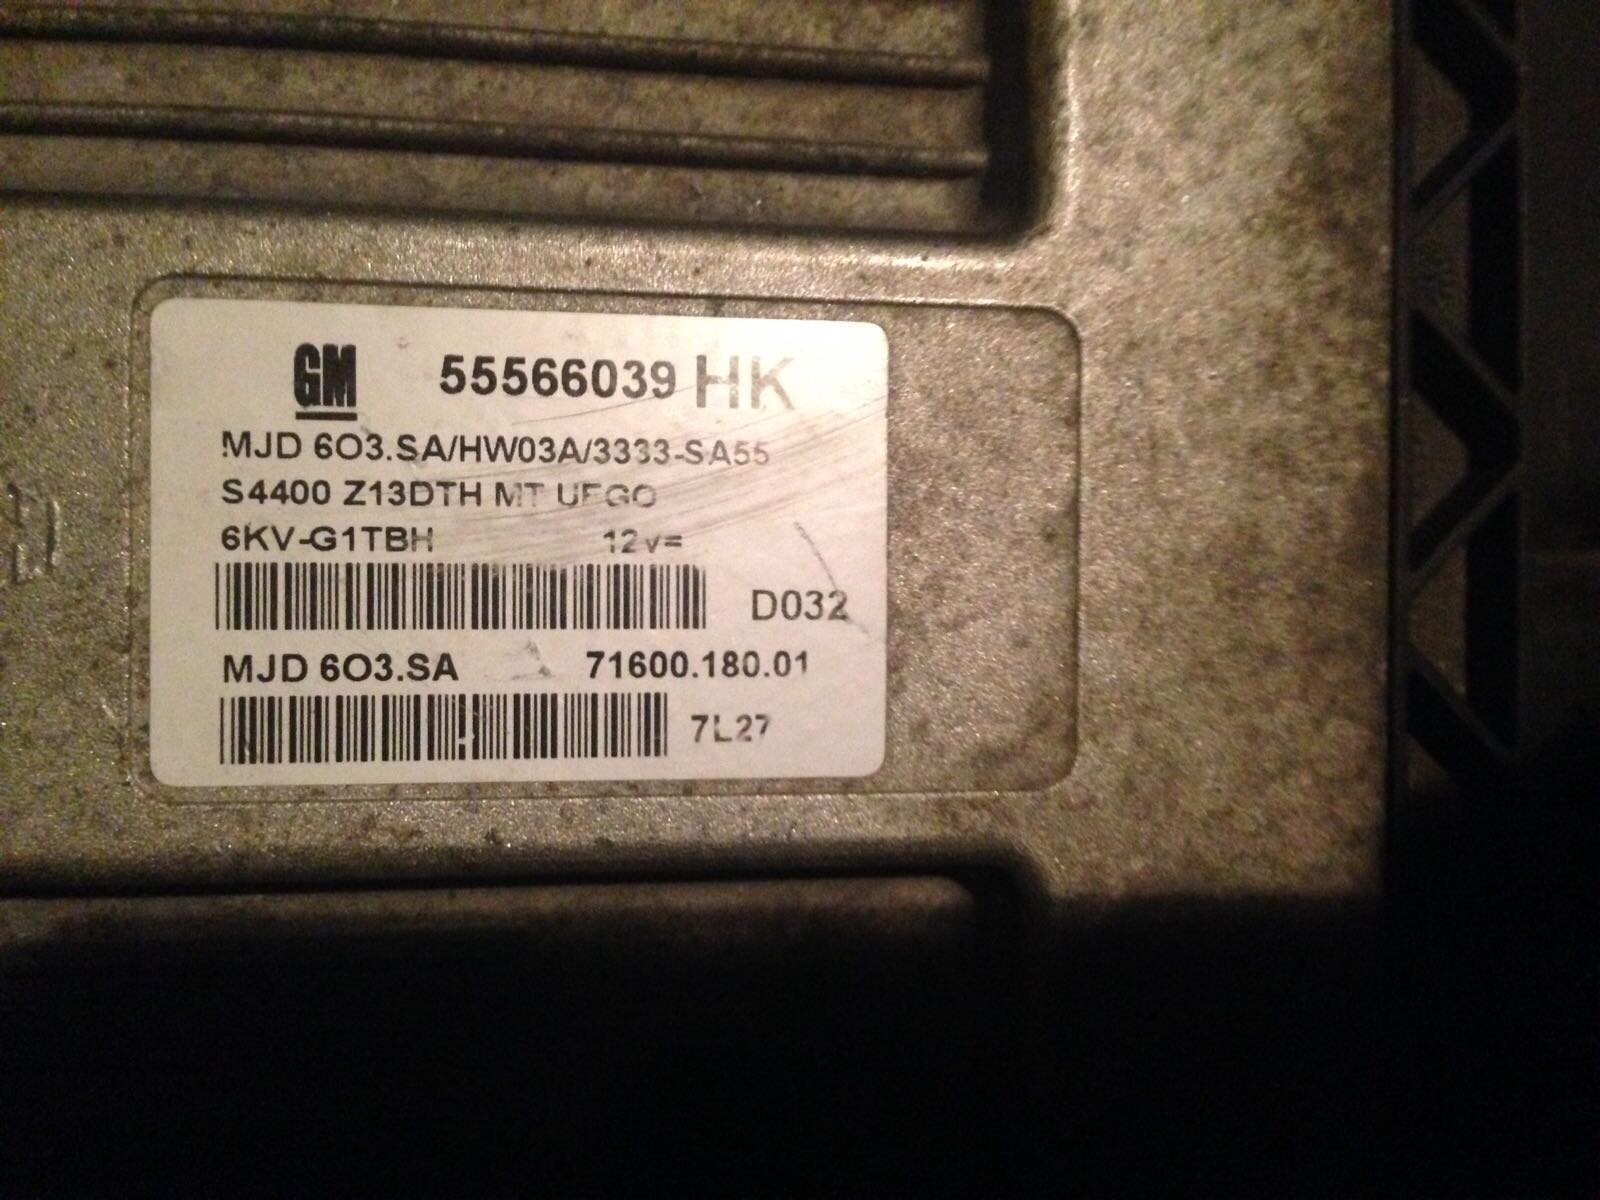 GM 55566039 HK
MJD 6O3.SA/HW03A/3333-SA55
S4400 Z13DTH MT
6KV-G1TBH 12v=
D032
MJD 6O3.SA 71600.180.01
7L27